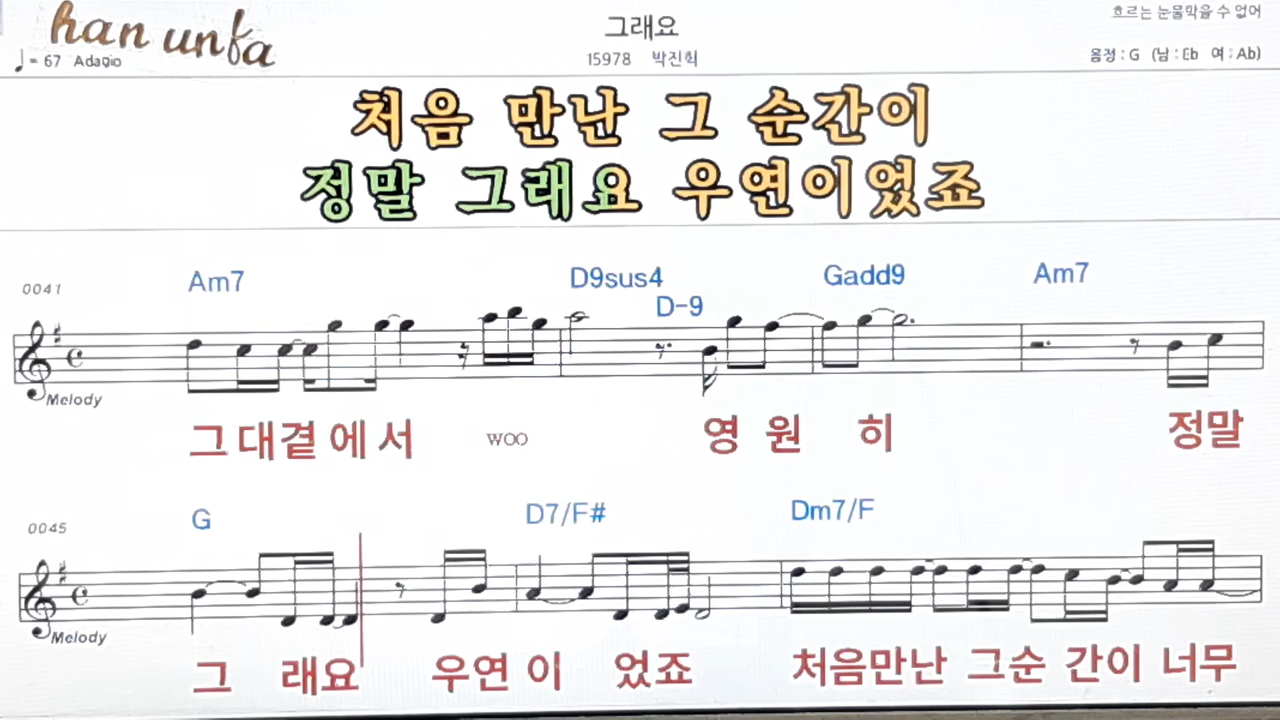 han unfa
그래요
흐르는 눈물막을 수 없어
♩= 67 Adagio
15978 박진희
음정 : G (남 : Eb 여 : Ab)
처음 만난 그 순간이
정말 그래요 우연이었죠
0041
Am7 D9sus4 D-9 Gadd9 Am7
Melody
그대곁에서 woo 영원히 정말
0045
G D7/F# Dm7/F
Melody
그 래요 우연이 었죠 처음만난 그순 간이 너무